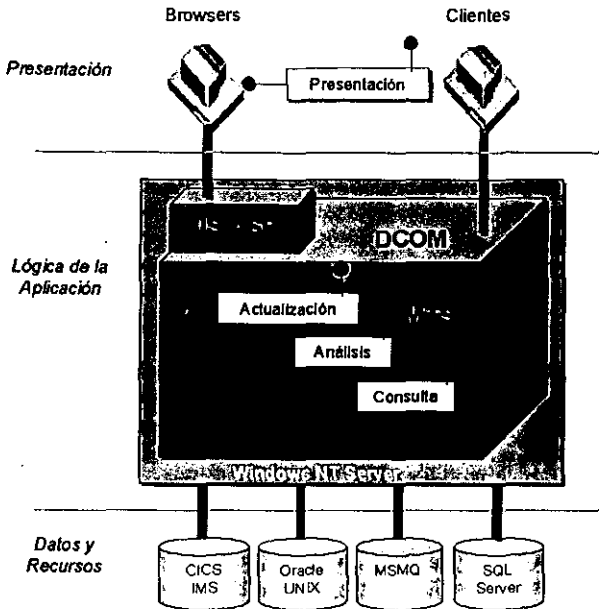 Browsers
Clientes
Presentación
Presentación
DCOM
Lógica de la
Aplicación
Actualización
Análisis
Consulta
Windows NT Server
Datos y
Recursos
CICS
IMS
Oracle
UNIX
MSMQ
SQL
Server